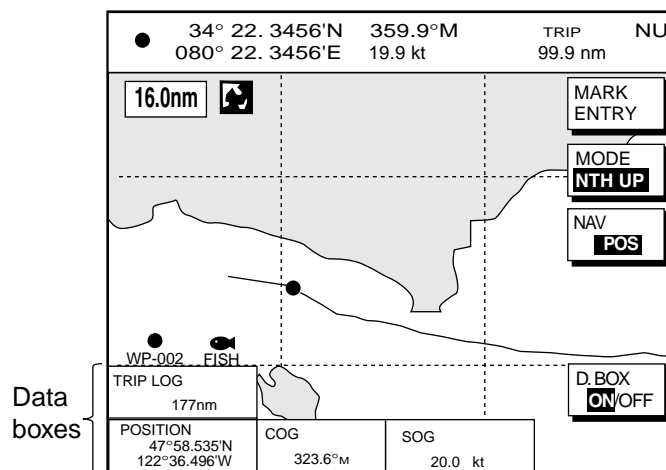 34° 22. 3456'N 359.9°M TRIP NU
080° 22. 3456'E 19.9 kt 99.9 nm
16.0nm
MARK
ENTRY
MODE
NTH UP
NAV
POS
WP-002 FISH
Data
boxes
TRIP LOG
177nm
D. BOX
ON/OFF
POSITION
47°58.535'N
122°36.496'W
COG
323.6°M
SOG
20.0 kt